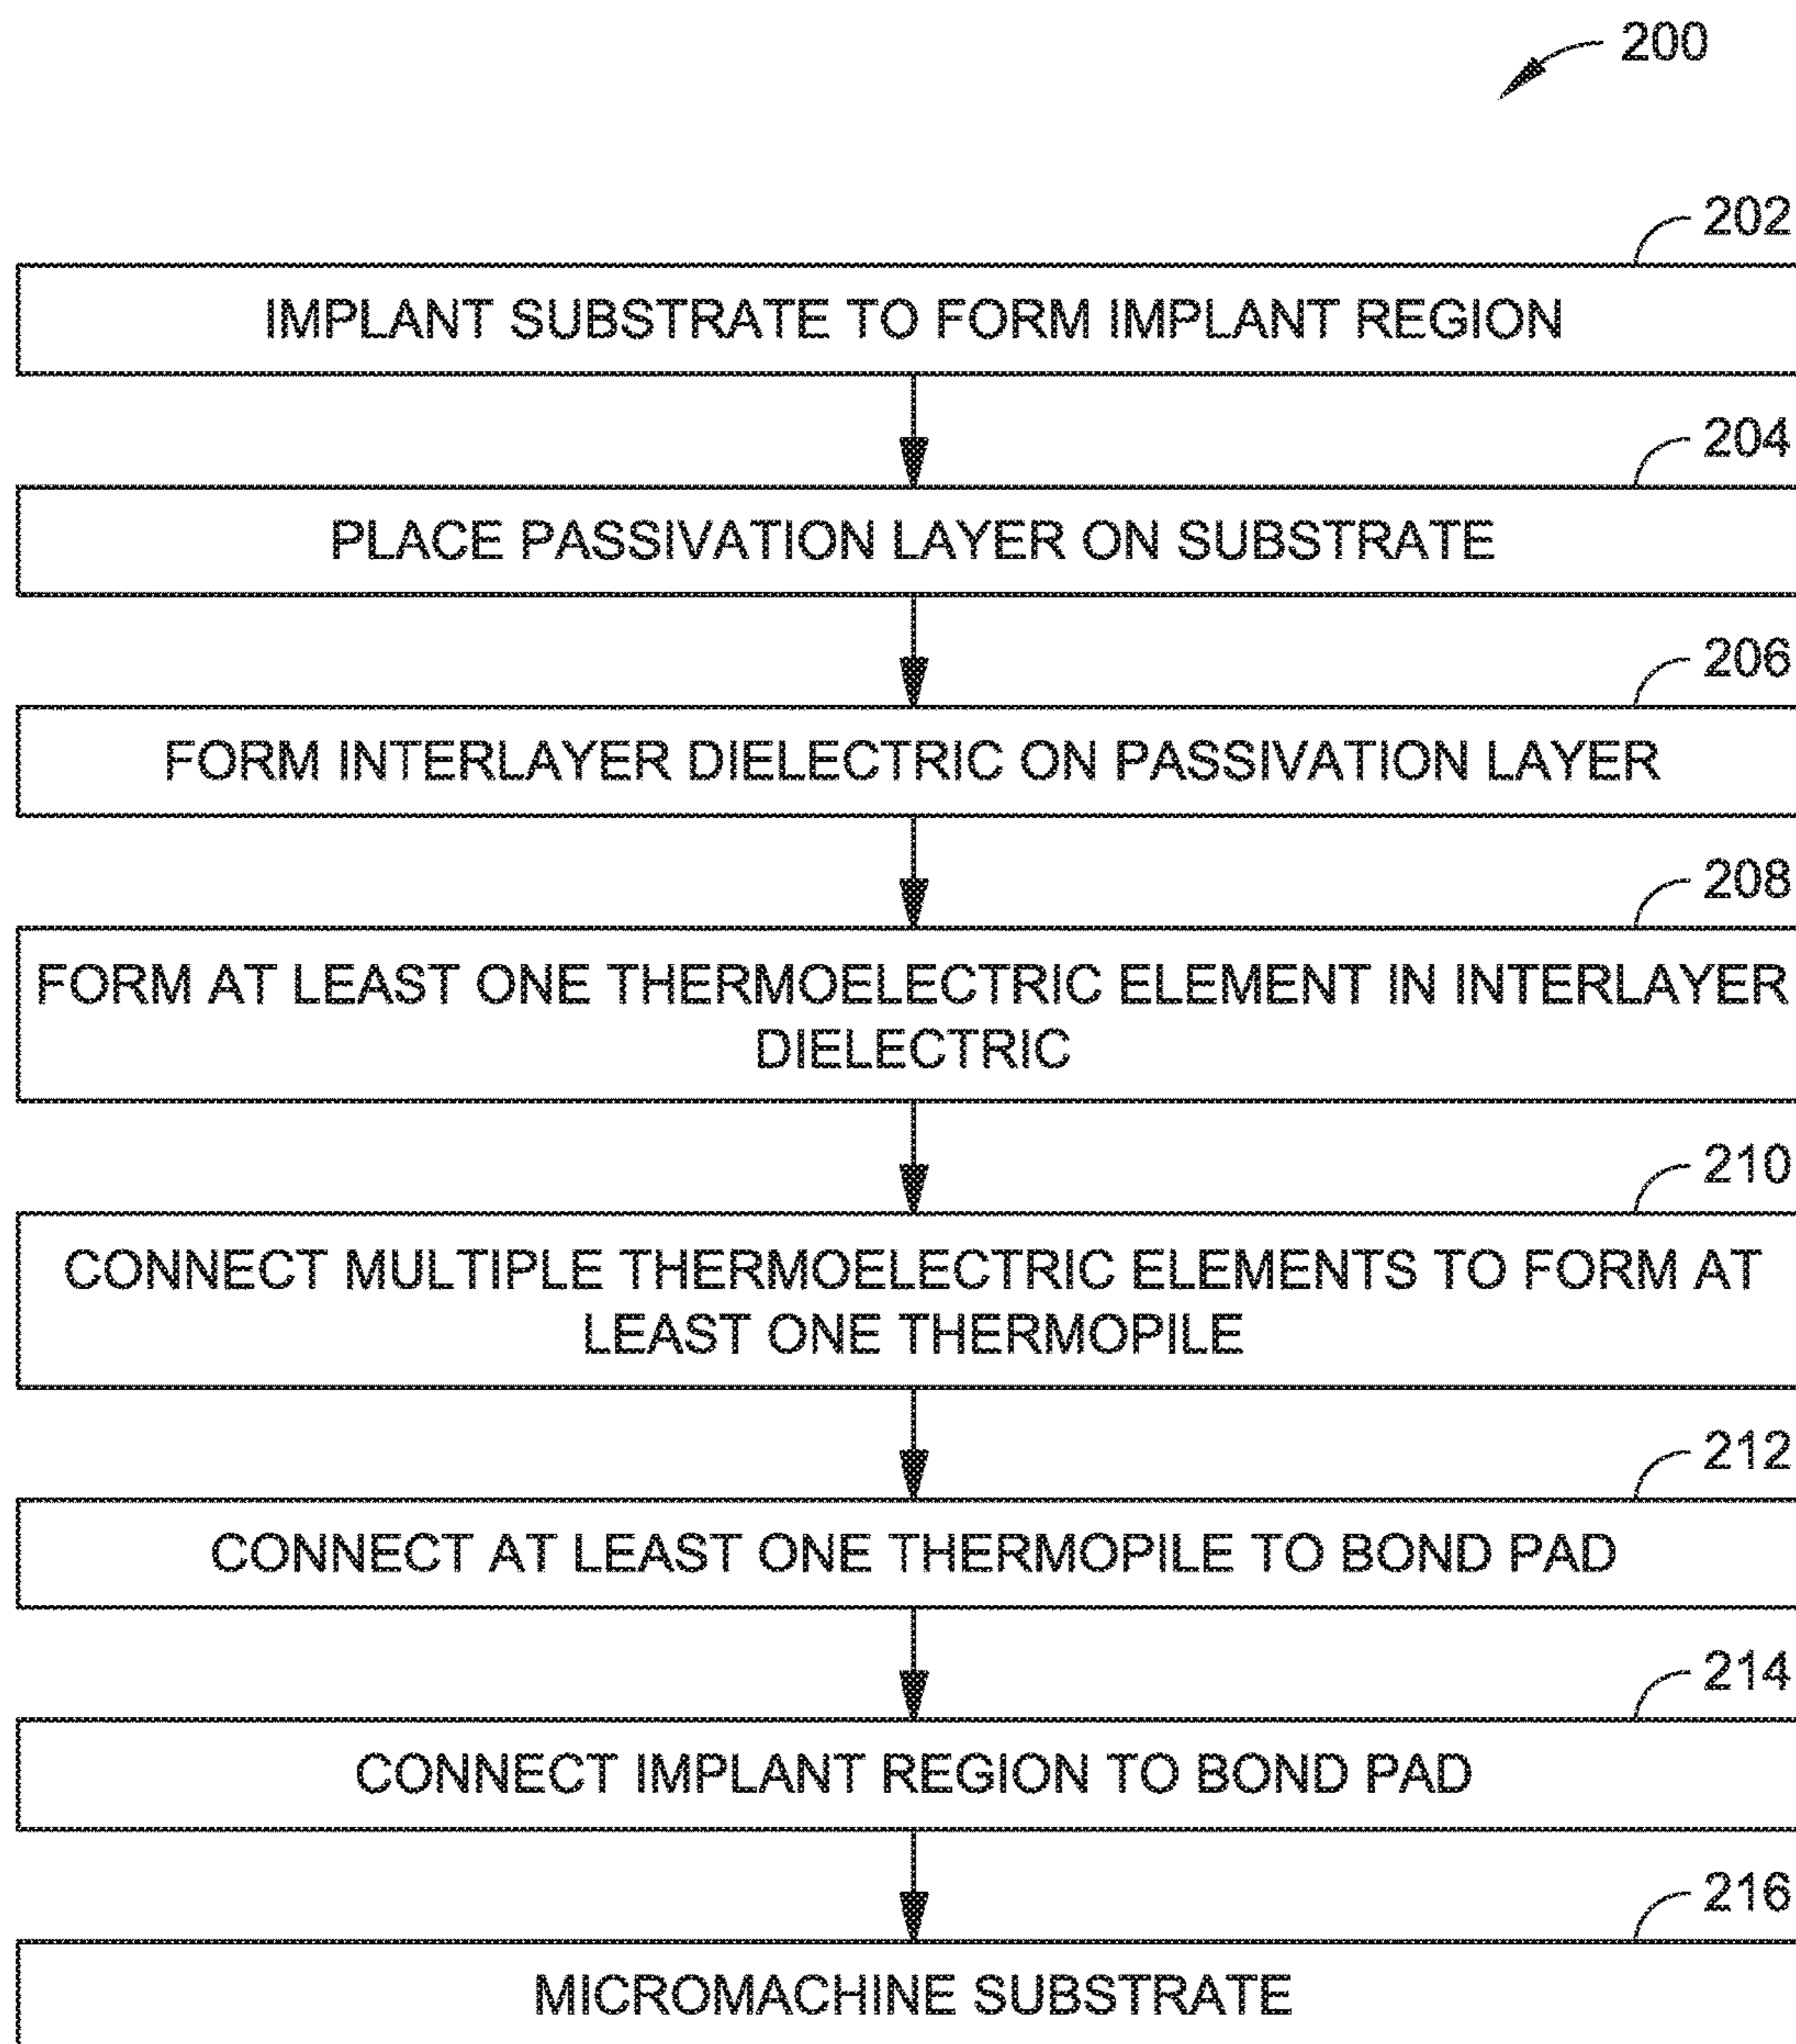 200
202
IMPLANT SUBSTRATE TO FORM IMPLANT REGION
204
PLACE PASSIVATION LAYER ON SUBSTRATE
206
FORM INTERLAYER DIELECTRIC ON PASSIVATION LAYER
208
FORM AT LEAST ONE THERMOELECTRIC ELEMENT IN INTERLAYER
DIELECTRIC
210
CONNECT MULTIPLE THERMOELECTRIC ELEMENTS TO FORM AT
LEAST ONE THERMOPILE
212
CONNECT AT LEAST ONE THERMOPILE TO BOND PAD
214
CONNECT IMPLANT REGION TO BOND PAD
216
MICROMACHINE SUBSTRATE